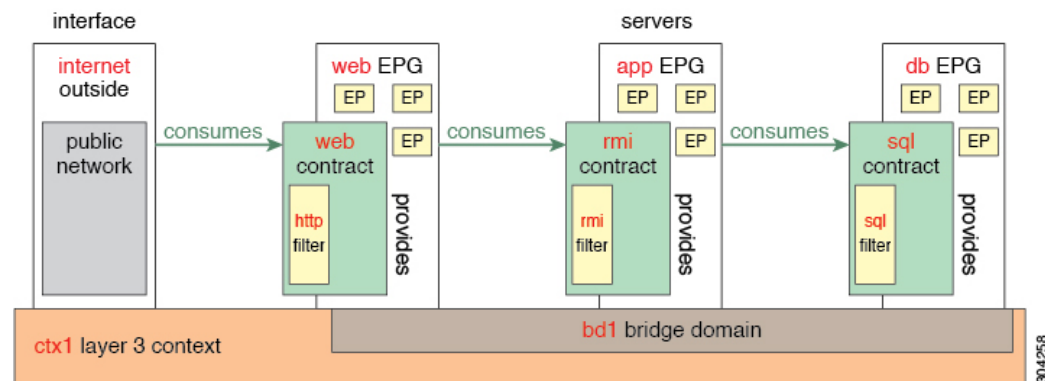 interface
servers
internet
outside
public
network
consumes
web EPG
EP
EP
EP
web
contract
http
filter
provides
consumes
app EPG
EP
EP
EP
rmi
contract
rmi
filter
provides
consumes
db EPG
EP
EP
EP
sql
contract
sql
filter
provides
bd1 bridge domain
ctx1 layer 3 context
304258